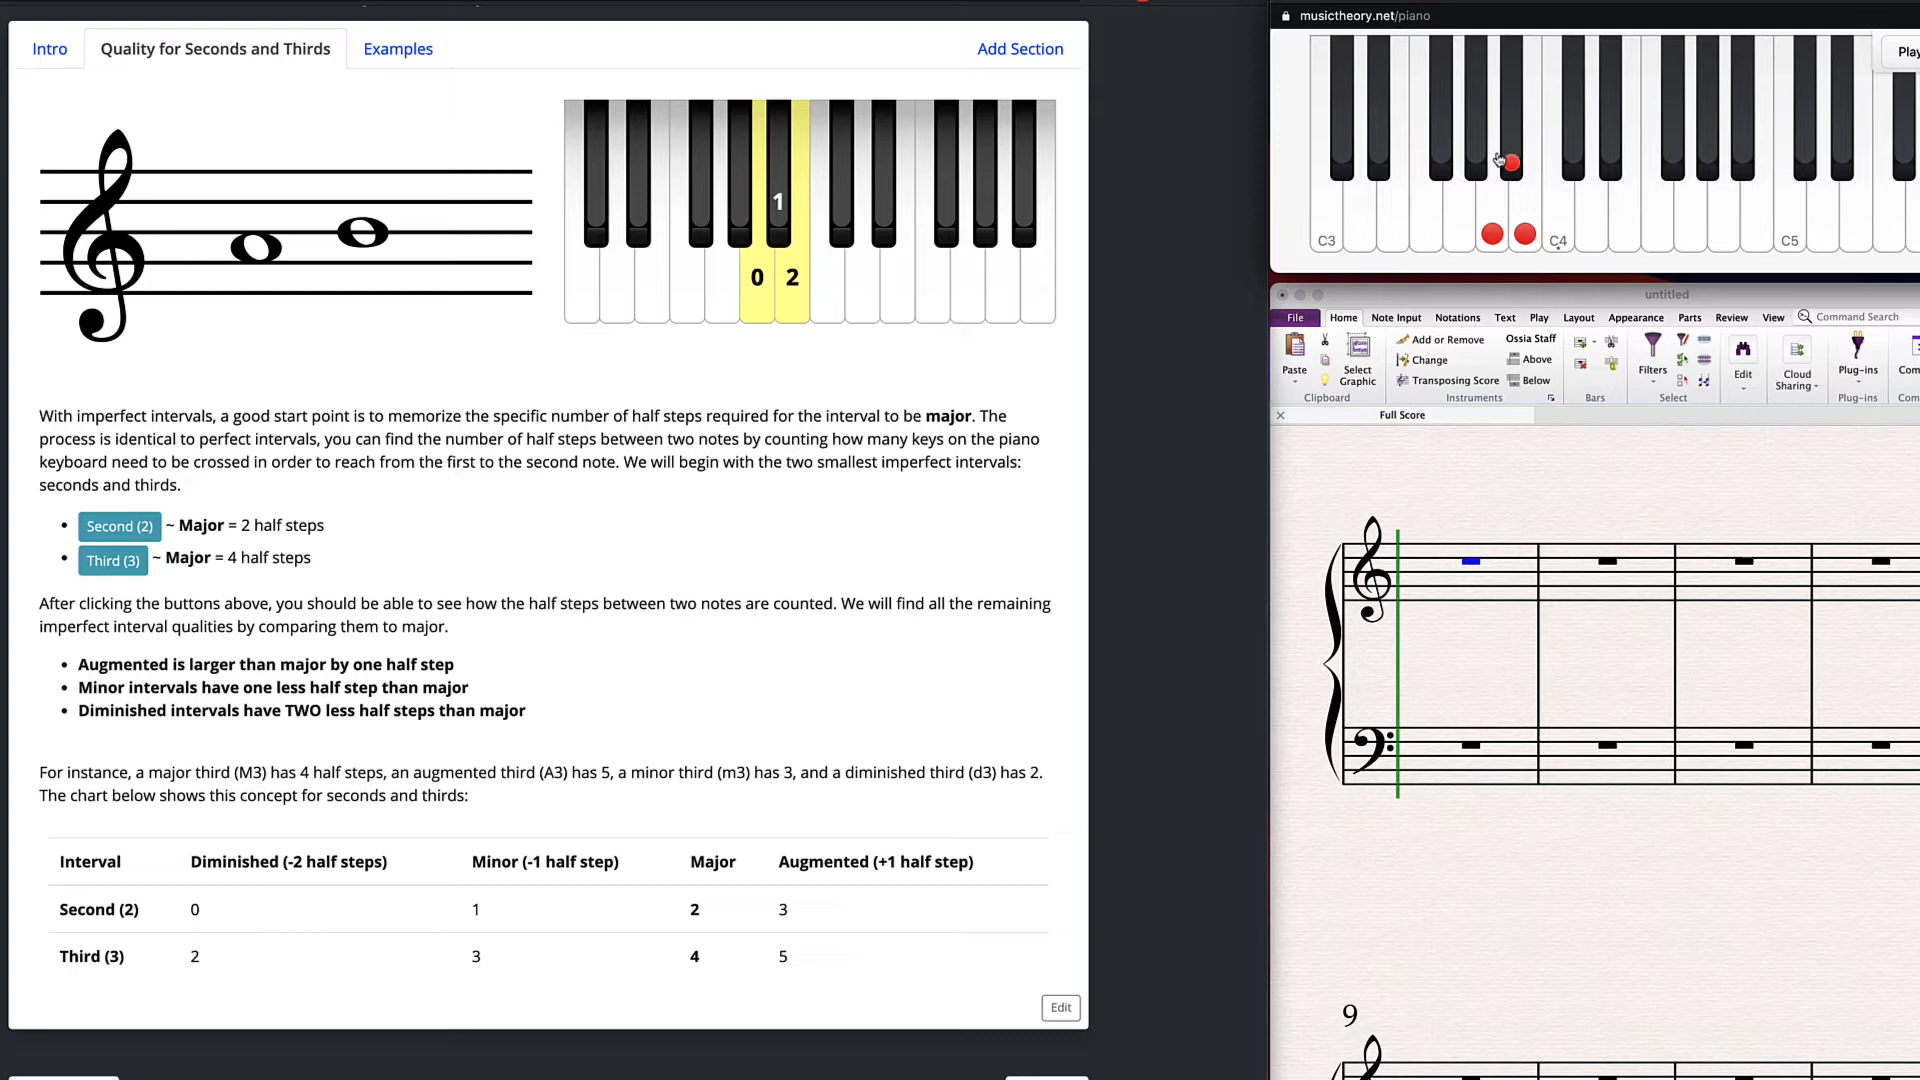 Intro
Quality for Seconds and Thirds
Examples
Add Section
1
0
2
With imperfect intervals, a good start point is to memorize the specific number of half steps required for the interval to be major. The
process is identical to perfect intervals, you can find the number of half steps between two notes by counting how many keys on the piano
keyboard need to be crossed in order to reach from the first to the second note. We will begin with the two smallest imperfect intervals:
seconds and thirds.
Second (2) ~ Major = 2 half steps
Third (3) ~ Major = 4 half steps
After clicking the buttons above, you should be able to see how the half steps between two notes are counted. We will find all the remaining
imperfect interval qualities by comparing them to major.
Augmented is larger than major by one half step
Minor intervals have one less half step than major
Diminished intervals have TWO less half steps than major
For instance, a major third (M3) has 4 half steps, an augmented third (A3) has 5, a minor third (m3) has 3, and a diminished third (d3) has 2.
The chart below shows this concept for seconds and thirds:
Interval Diminished (-2 half steps) Minor (-1 half step) Major Augmented (+1 half step)
Second (2) 0 1 2 3
Third (3) 2 3 4 5
Edit
musictheory.net/piano
Play
C3 C4 C5
untitled
File Home Note Input Notations Text Play Layout Appearance Parts Review View Command Search
Paste
Select
Graphic
Clipboard
Add or Remove
Change
Transposing Score
Ossia Staff
Above
Below
Instruments
Bars
Filters
Select
Edit
Cloud
Sharing
Plug-ins
Plug-ins
Com
Com
Full Score
9